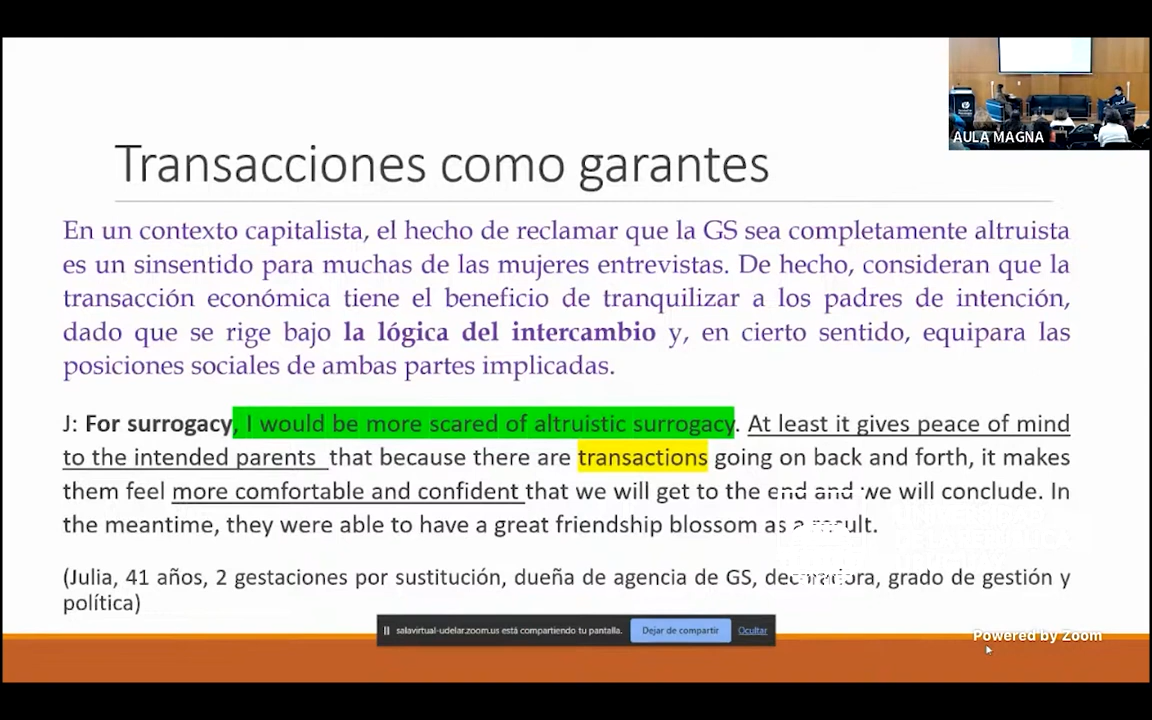 AULA MAGNA
Transacciones como garantes
En un contexto capitalista, el hecho de reclamar que la GS sea completamente altruista
es un sinsentido para muchas de las mujeres entrevistas. De hecho, consideran que la
transacción económica tiene el beneficio de tranquilizar a los padres de intención,
dado que se rige bajo la lógica del intercambio y, en cierto sentido, equipara las
posiciones sociales de ambas partes implicadas.
J: For surrogacy, I would be more scared of altruistic surrogacy. At least it gives peace of mind
to the intended parents that because there are transactions going on back and forth, it makes
them feel more comfortable and confident that we will get to the end and we will conclude. In
the meantime, they were able to have a great friendship blossom as a result.
(Julia, 41 años, 2 gestaciones por sustitución, dueña de agencia de GS, decoradora, grado de gestión y
política)
salavirtual-udelar.zoom.us está compartiendo tu pantalla.
Dejar de compartir
Ocultar
Powered by Zoom